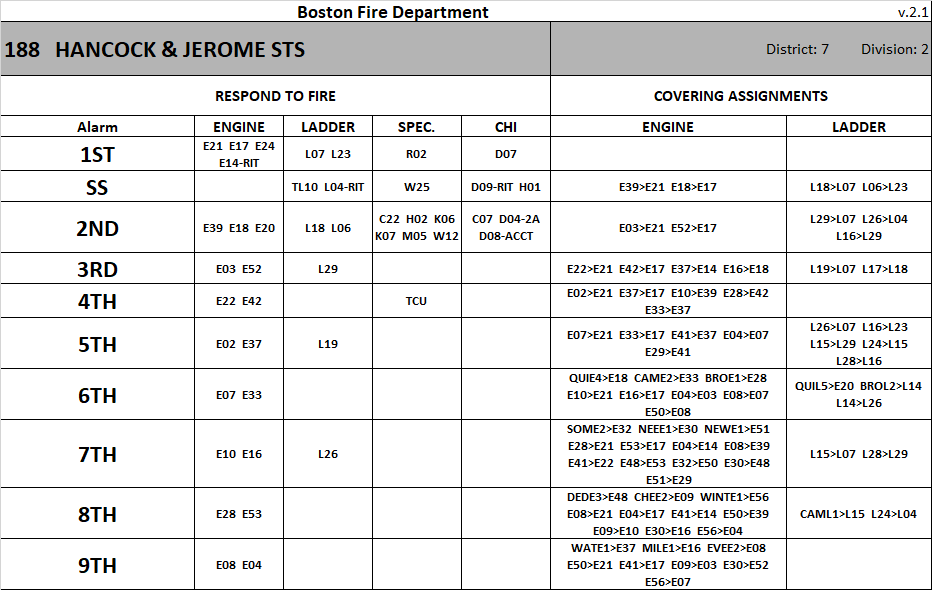 Boston Fire Department v.2.1
188 HANCOCK & JEROME STS District: 7 Division: 2
RESPOND TO FIRE COVERING ASSIGNMENTS
Alarm ENGINE LADDER SPEC. CHI ENGINE LADDER
1ST
E21 E17 E24
E14-RIT
L07 L23
R02
D07
SS
TL10 L04-RIT
W25
D09-RIT H01
E39>E21 E18>E17
L18>L07 L06>L23
2ND
E39 E18 E20
L18 L06
C22 H02 K06
K07 M05 W12
C07 D04-2A
D08-ACCT
E03>E21 E52>E17
L29>L07 L26>L04
L16>L29
3RD
E03 E52
L29
E22>E21 E42>E17 E37>E14 E16>E18
L19>L07 L17>L18
4TH
E22 E42
TCU
E02>E21 E37>E17 E10>E39 E28>E42
E33>E37
5TH
E02 E37
L19
E07>E21 E33>E17 E41>E37 E04>E07
E29>E41
L26>L07 L16>L23
L15>L29 L24>L15
L28>L16
6TH
E07 E33
QUIE4>E18 CAME2>E33 BROE1>E28
E10>E21 E16>E17 E04>E03 E08>E07
E50>E08
QUIL5>E20 BROL2>L14
L14>L26
7TH
E10 E16
L26
SOME2>E32 NEEE1>E30 NEWE1>E51
E28>E21 E53>E17 E04>E14 E08>E39
E41>E22 E48>E53 E32>E50 E30>E48
E51>E29
L15>L07 L28>L29
8TH
E28 E53
DEDE3>E48 CHEE2>E09 WINTE1>E56
E08>E21 E04>E17 E41>E14 E50>E39
E09>E10 E30>E16 E56>E04
CAML1>L15 L24>L04
9TH
E08 E04
WATE1>E37 MILE1>E16 EVEE2>E08
E50>E21 E41>E17 E09>E03 E30>E52
E56>E07